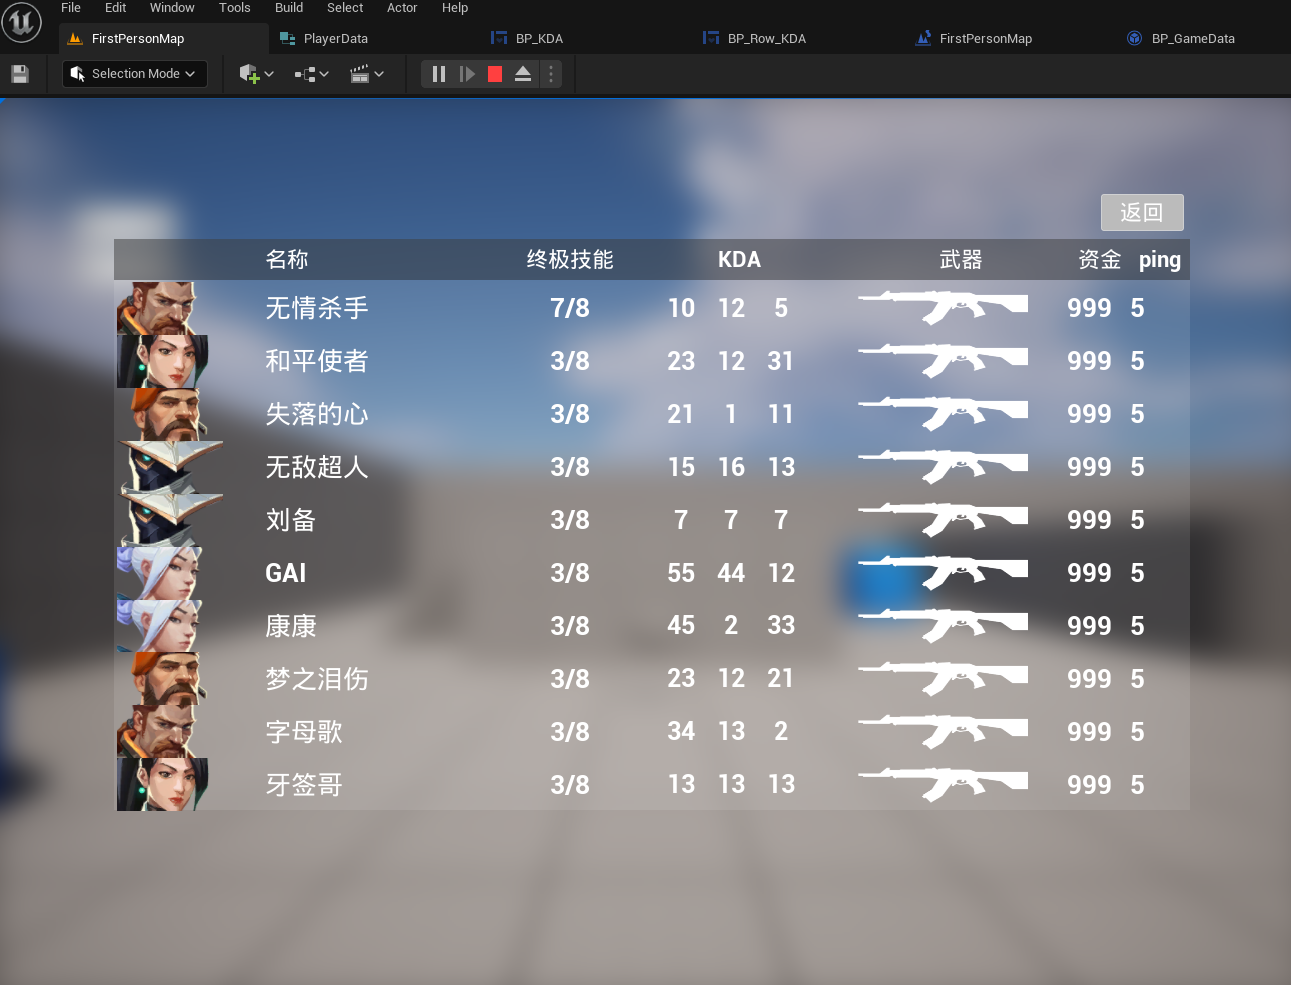 File Edit Window Tools Build Select Actor Help
FirstPersonMap PlayerData BP_KDA BP_Row_KDA FirstPersonMap BP_GameData
Selection Mode
返回
名称 终极技能 KDA 武器 资金 ping
无情杀手 7/8 10 12 5 999 5
和平使者 3/8 23 12 31 999 5
失落的心 3/8 21 1 11 999 5
无敌超人 3/8 15 16 13 999 5
刘备 3/8 7 7 7 999 5
GAI 3/8 55 44 12 999 5
康康 3/8 45 2 33 999 5
梦之泪伤 3/8 23 12 21 999 5
字母歌 3/8 34 13 2 999 5
牙签哥 3/8 13 13 13 999 5